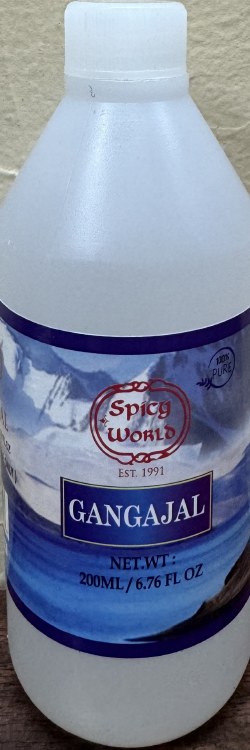 100%
PURE
Spicy
World
EST. 1991
GANGAJAL
NET.WT :
200ML / 6.76 FL OZ